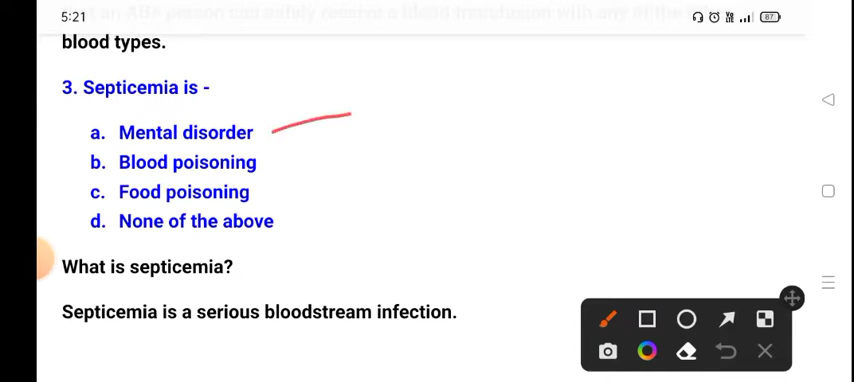 5:21
87
blood types.
3. Septicemia is -
a. Mental disorder
b. Blood poisoning
c. Food poisoning
d. None of the above
What is septicemia?
Septicemia is a serious bloodstream infection.